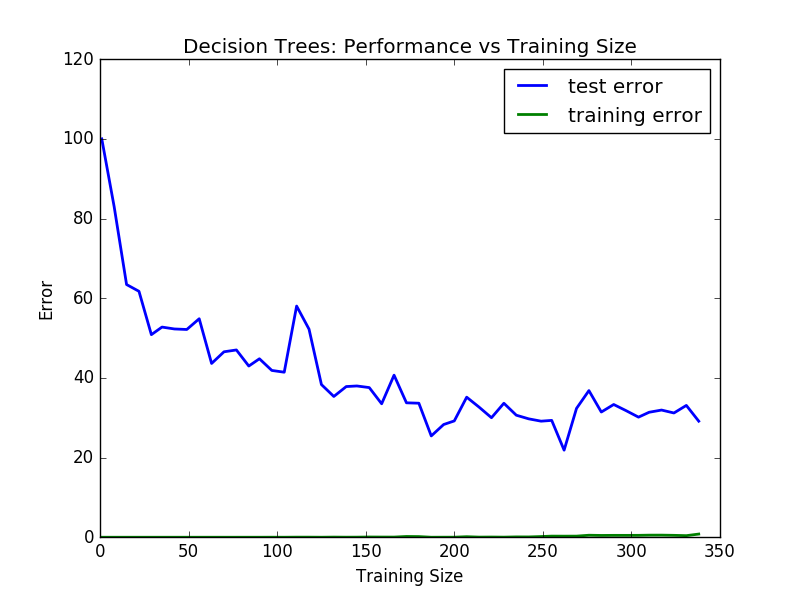 Decision Trees: Performance vs Training Size
120
100
80
60
40
20
0
Error
test error
training error
0 50 100 150 200 250 300 350
Training Size